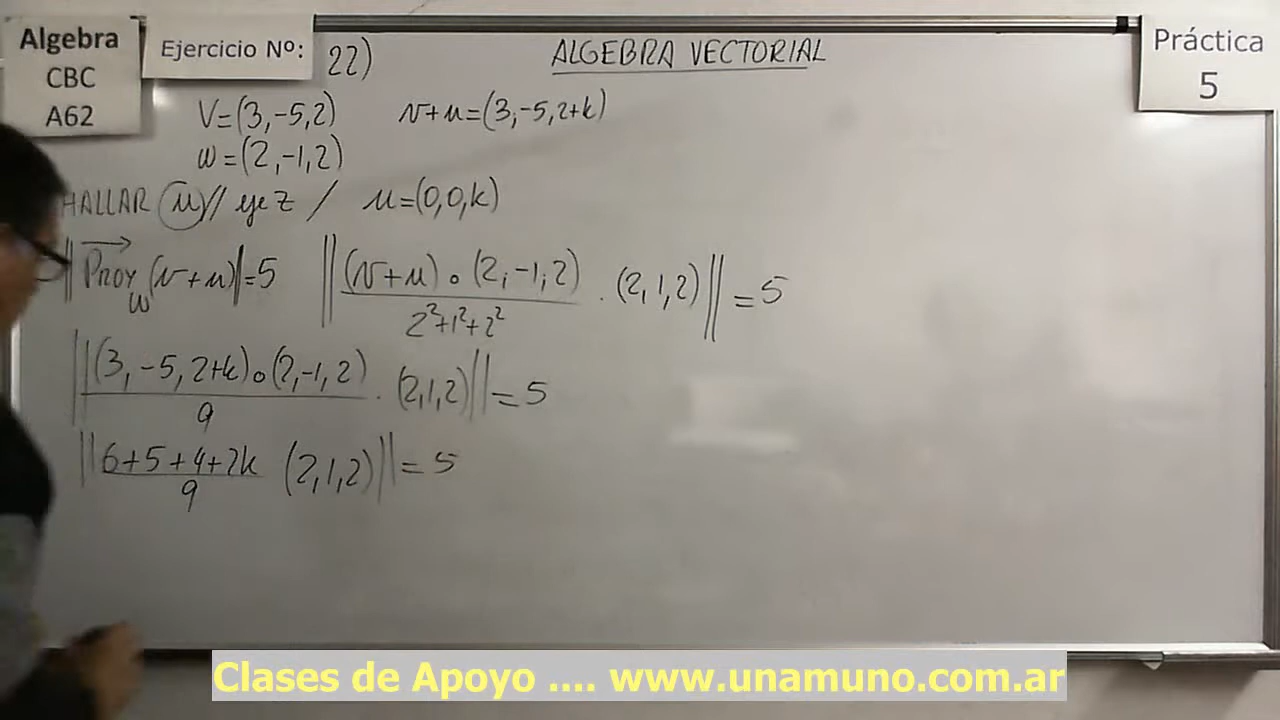 Algebra
CBC
A62
Ejercicio Nº: 22)
ALGEBRA VECTORIAL
Práctica
5
V=(3,-5,2) v+u=(3,-5,2+k)
w=(2,-1,2)
HALLAR u // eje z / u=(0,0,k)
||Proy_w (v+u)||=5 ||(v+u)∘(2,-1,2)/(2²+1²+2²) · (2,1,2)||=5
||(3,-5,2+k)∘(2,-1,2)/9 · (2,1,2)||=5
||6+5+4+2k/9 (2,1,2)||=5
Clases de Apoyo .... www.unamuno.com.ar